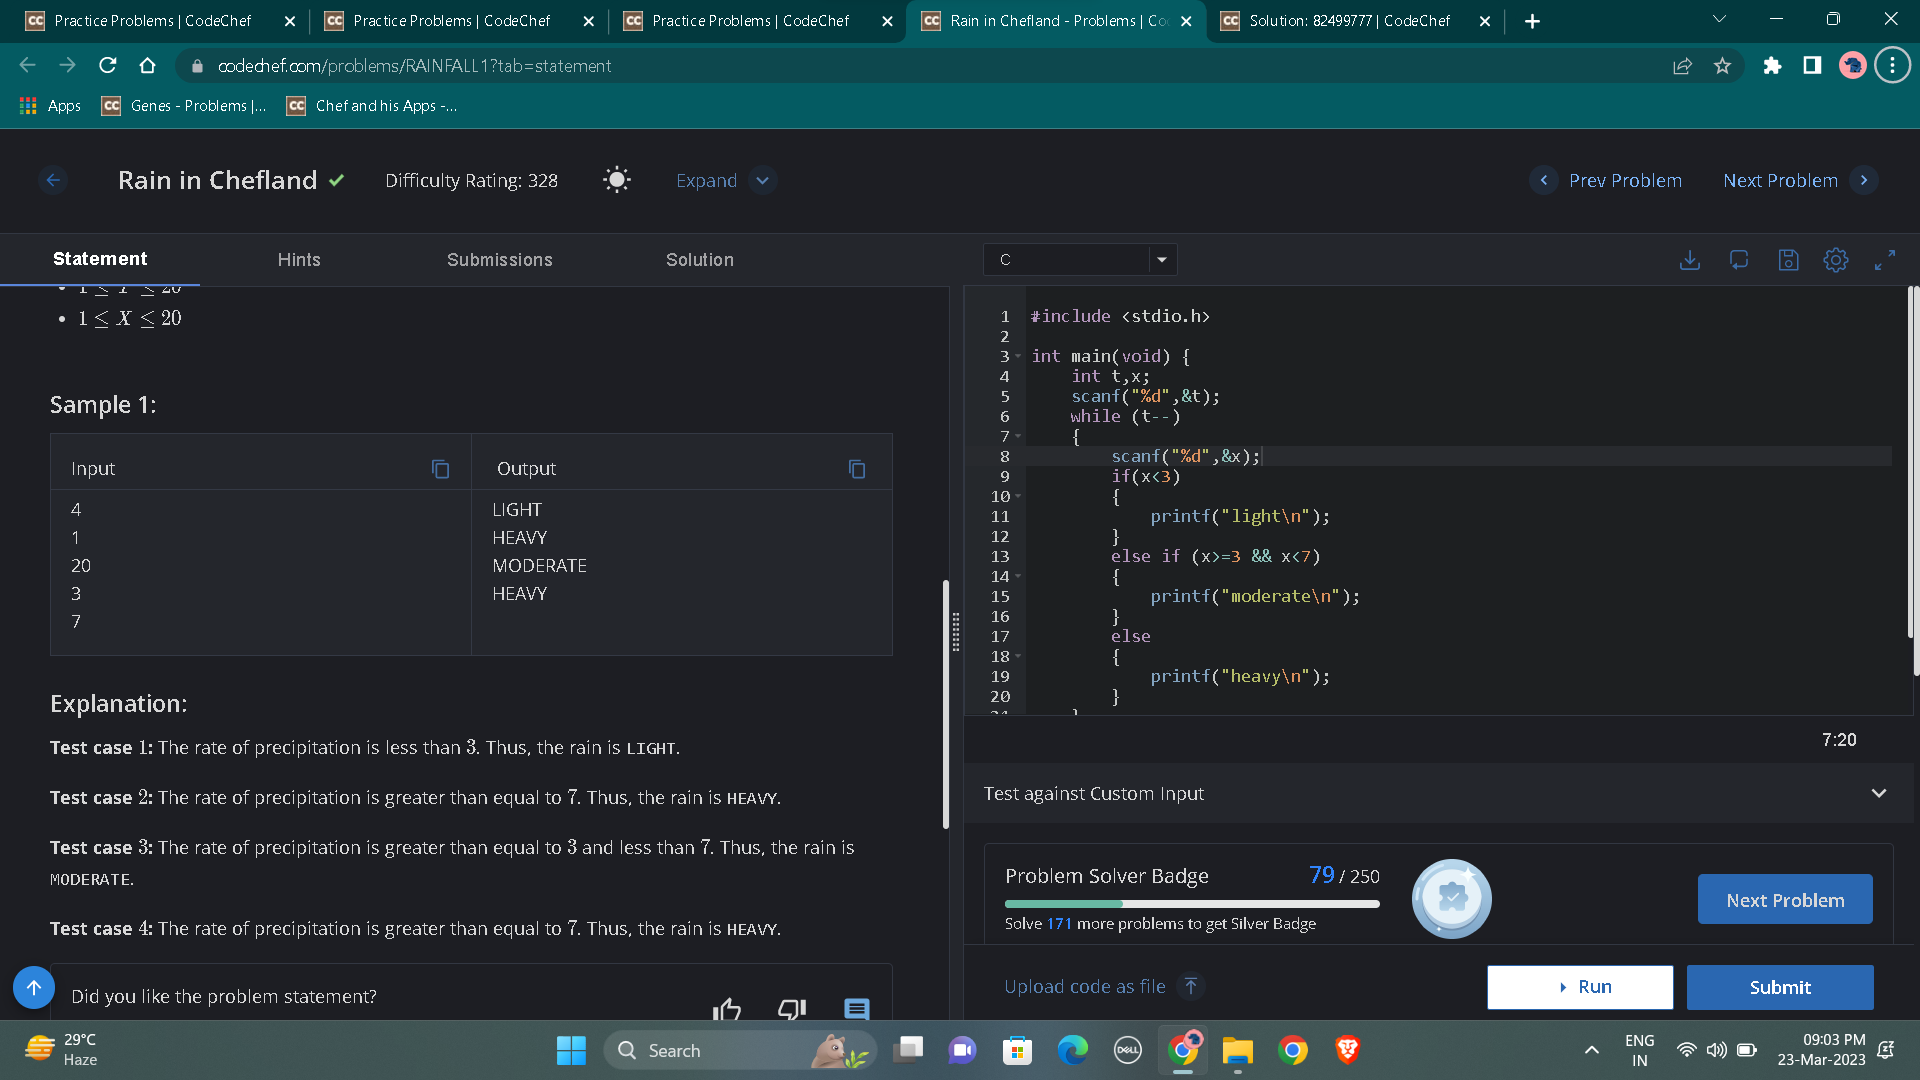 Practice Problems | CodeChef
Practice Problems | CodeChef
Practice Problems | CodeChef
Rain in Chefland - Problems | Co
Solution: 82499777 | CodeChef
codechef.com/problems/RAINFALL1?tab=statement
Apps
CC Genes - Problems |...
CC Chef and his Apps -...
Rain in Chefland
Difficulty Rating: 328
Expand
Prev Problem
Next Problem
Statement
Hints
Submissions
Solution
C
• 1 ≤ X ≤ 20
Sample 1:
Input
Output
4
1
20
3
7
LIGHT
HEAVY
MODERATE
HEAVY
Explanation:
Test case 1: The rate of precipitation is less than 3. Thus, the rain is LIGHT.
Test case 2: The rate of precipitation is greater than equal to 7. Thus, the rain is HEAVY.
Test case 3: The rate of precipitation is greater than equal to 3 and less than 7. Thus, the rain is
MODERATE.
Test case 4: The rate of precipitation is greater than equal to 7. Thus, the rain is HEAVY.
Did you like the problem statement?
1 #include <stdio.h>
2
3 int main(void) {
4 int t,x;
5 scanf("%d",&t);
6 while (t--)
7 {
8 scanf("%d",&x);
9 if(x<3)
10 {
11 printf("light\n");
12 }
13 else if (x>=3 && x<7)
14 {
15 printf("moderate\n");
16 }
17 else
18 {
19 printf("heavy\n");
20 }
7:20
Test against Custom Input
Problem Solver Badge
79 / 250
Solve 171 more problems to get Silver Badge
Next Problem
Upload code as file
Run
Submit
29°C
Haze
Search
DELL
ENG
IN
09:03 PM
23-Mar-2023